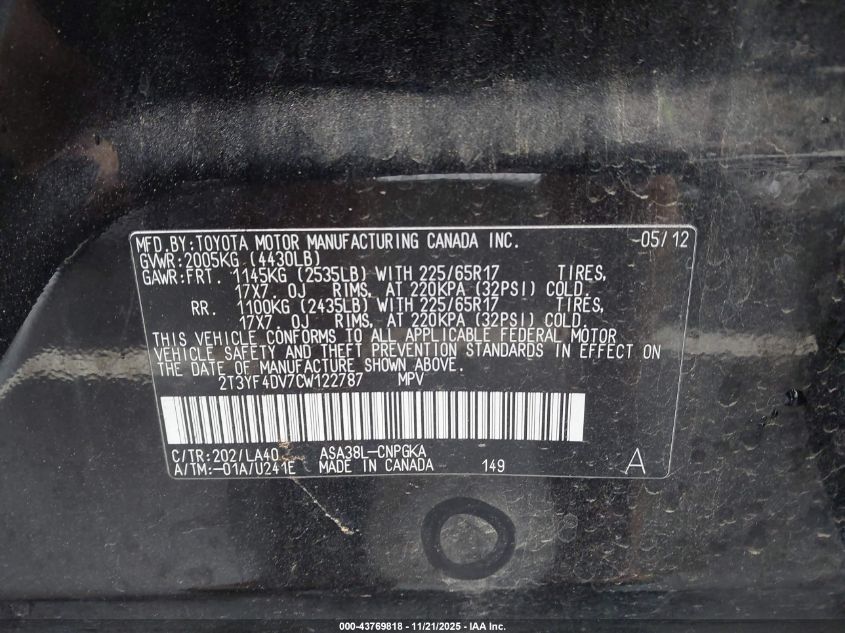 MFD.BY:TOYOTA MOTOR MANUFACTURING CANADA INC. 05/12
GVWR:2005KG (4430LB)
GAWR:FRT. 1145KG (2535LB) WITH 225/65R17 TIRES,
17X7.0J RIMS, AT 220KPA (32PSI) COLD.
RR. 1100KG (2435LB) WITH 225/65R17 TIRES,
17X7.0J RIMS, AT 220KPA (32PSI) COLD.
THIS VEHICLE CONFORMS TO ALL APPLICABLE FEDERAL MOTOR
VEHICLE SAFETY AND THEFT PREVENTION STANDARDS IN EFFECT ON
THE DATE OF MANUFACTURE SHOWN ABOVE.
2T3YF4DV7CW122787 MPV
C/TR:202/LA40 ASA38L-CNPGKA
A/TM:-01A/U241E MADE IN CANADA 149 A
000-43769818 - 11/21/2025 - IAA Inc.